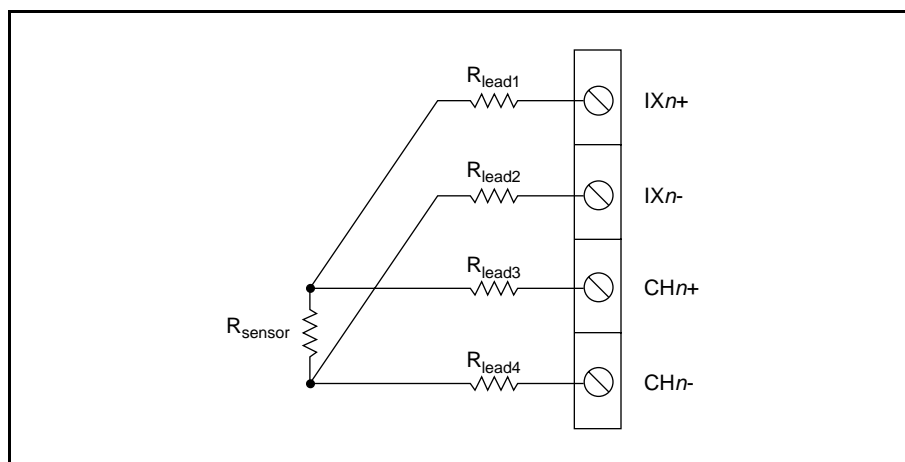 Rlead1
IXn+
Rlead2
IXn-
Rlead3
CHn+
Rsensor
Rlead4
CHn-